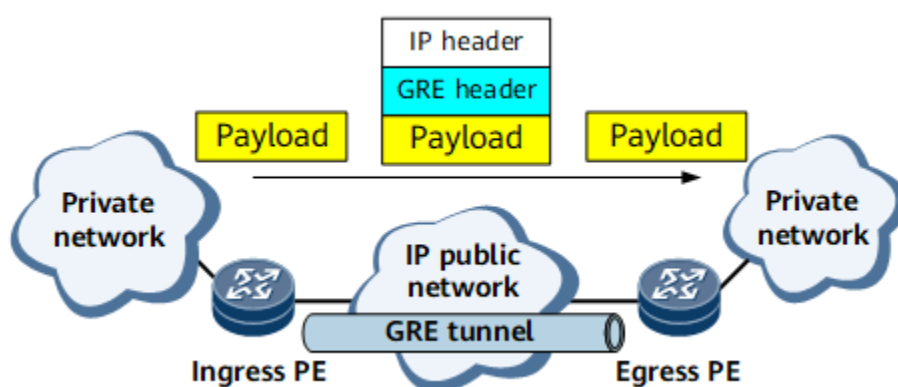 IP header
GRE header
Payload
Payload
Payload
Private
network
IP public
network
Private
network
GRE tunnel
Ingress PE
Egress PE